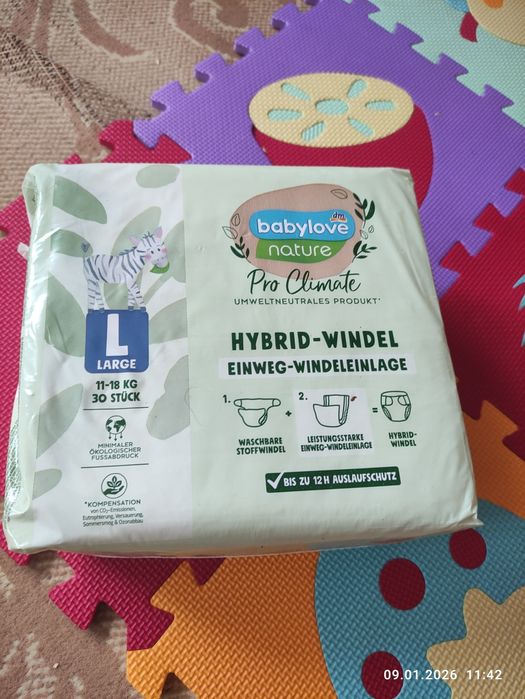 dm
babylove
nature
Pro Climate
UMWELTNEUTRALES PRODUKT*
L
LARGE
11-18 KG
30 STÜCK
MINIMALER
ÖKOLOGISCHER
FUSSABDRUCK
*KOMPENSATION
von CO₂-Emissionen,
Eutrophierung, Versauerung,
Sommersmog & Ozonabbau
HYBRID-WINDEL
EINWEG-WINDELEINLAGE
1.
+
2.
=
WASCHBARE
STOFFWINDEL
LEISTUNGSSTARKE
EINWEG-WINDELEINLAGE
HYBRID-
WINDEL
BIS ZU 12 H AUSLAUFSCHUTZ
09.01.2026 11:42